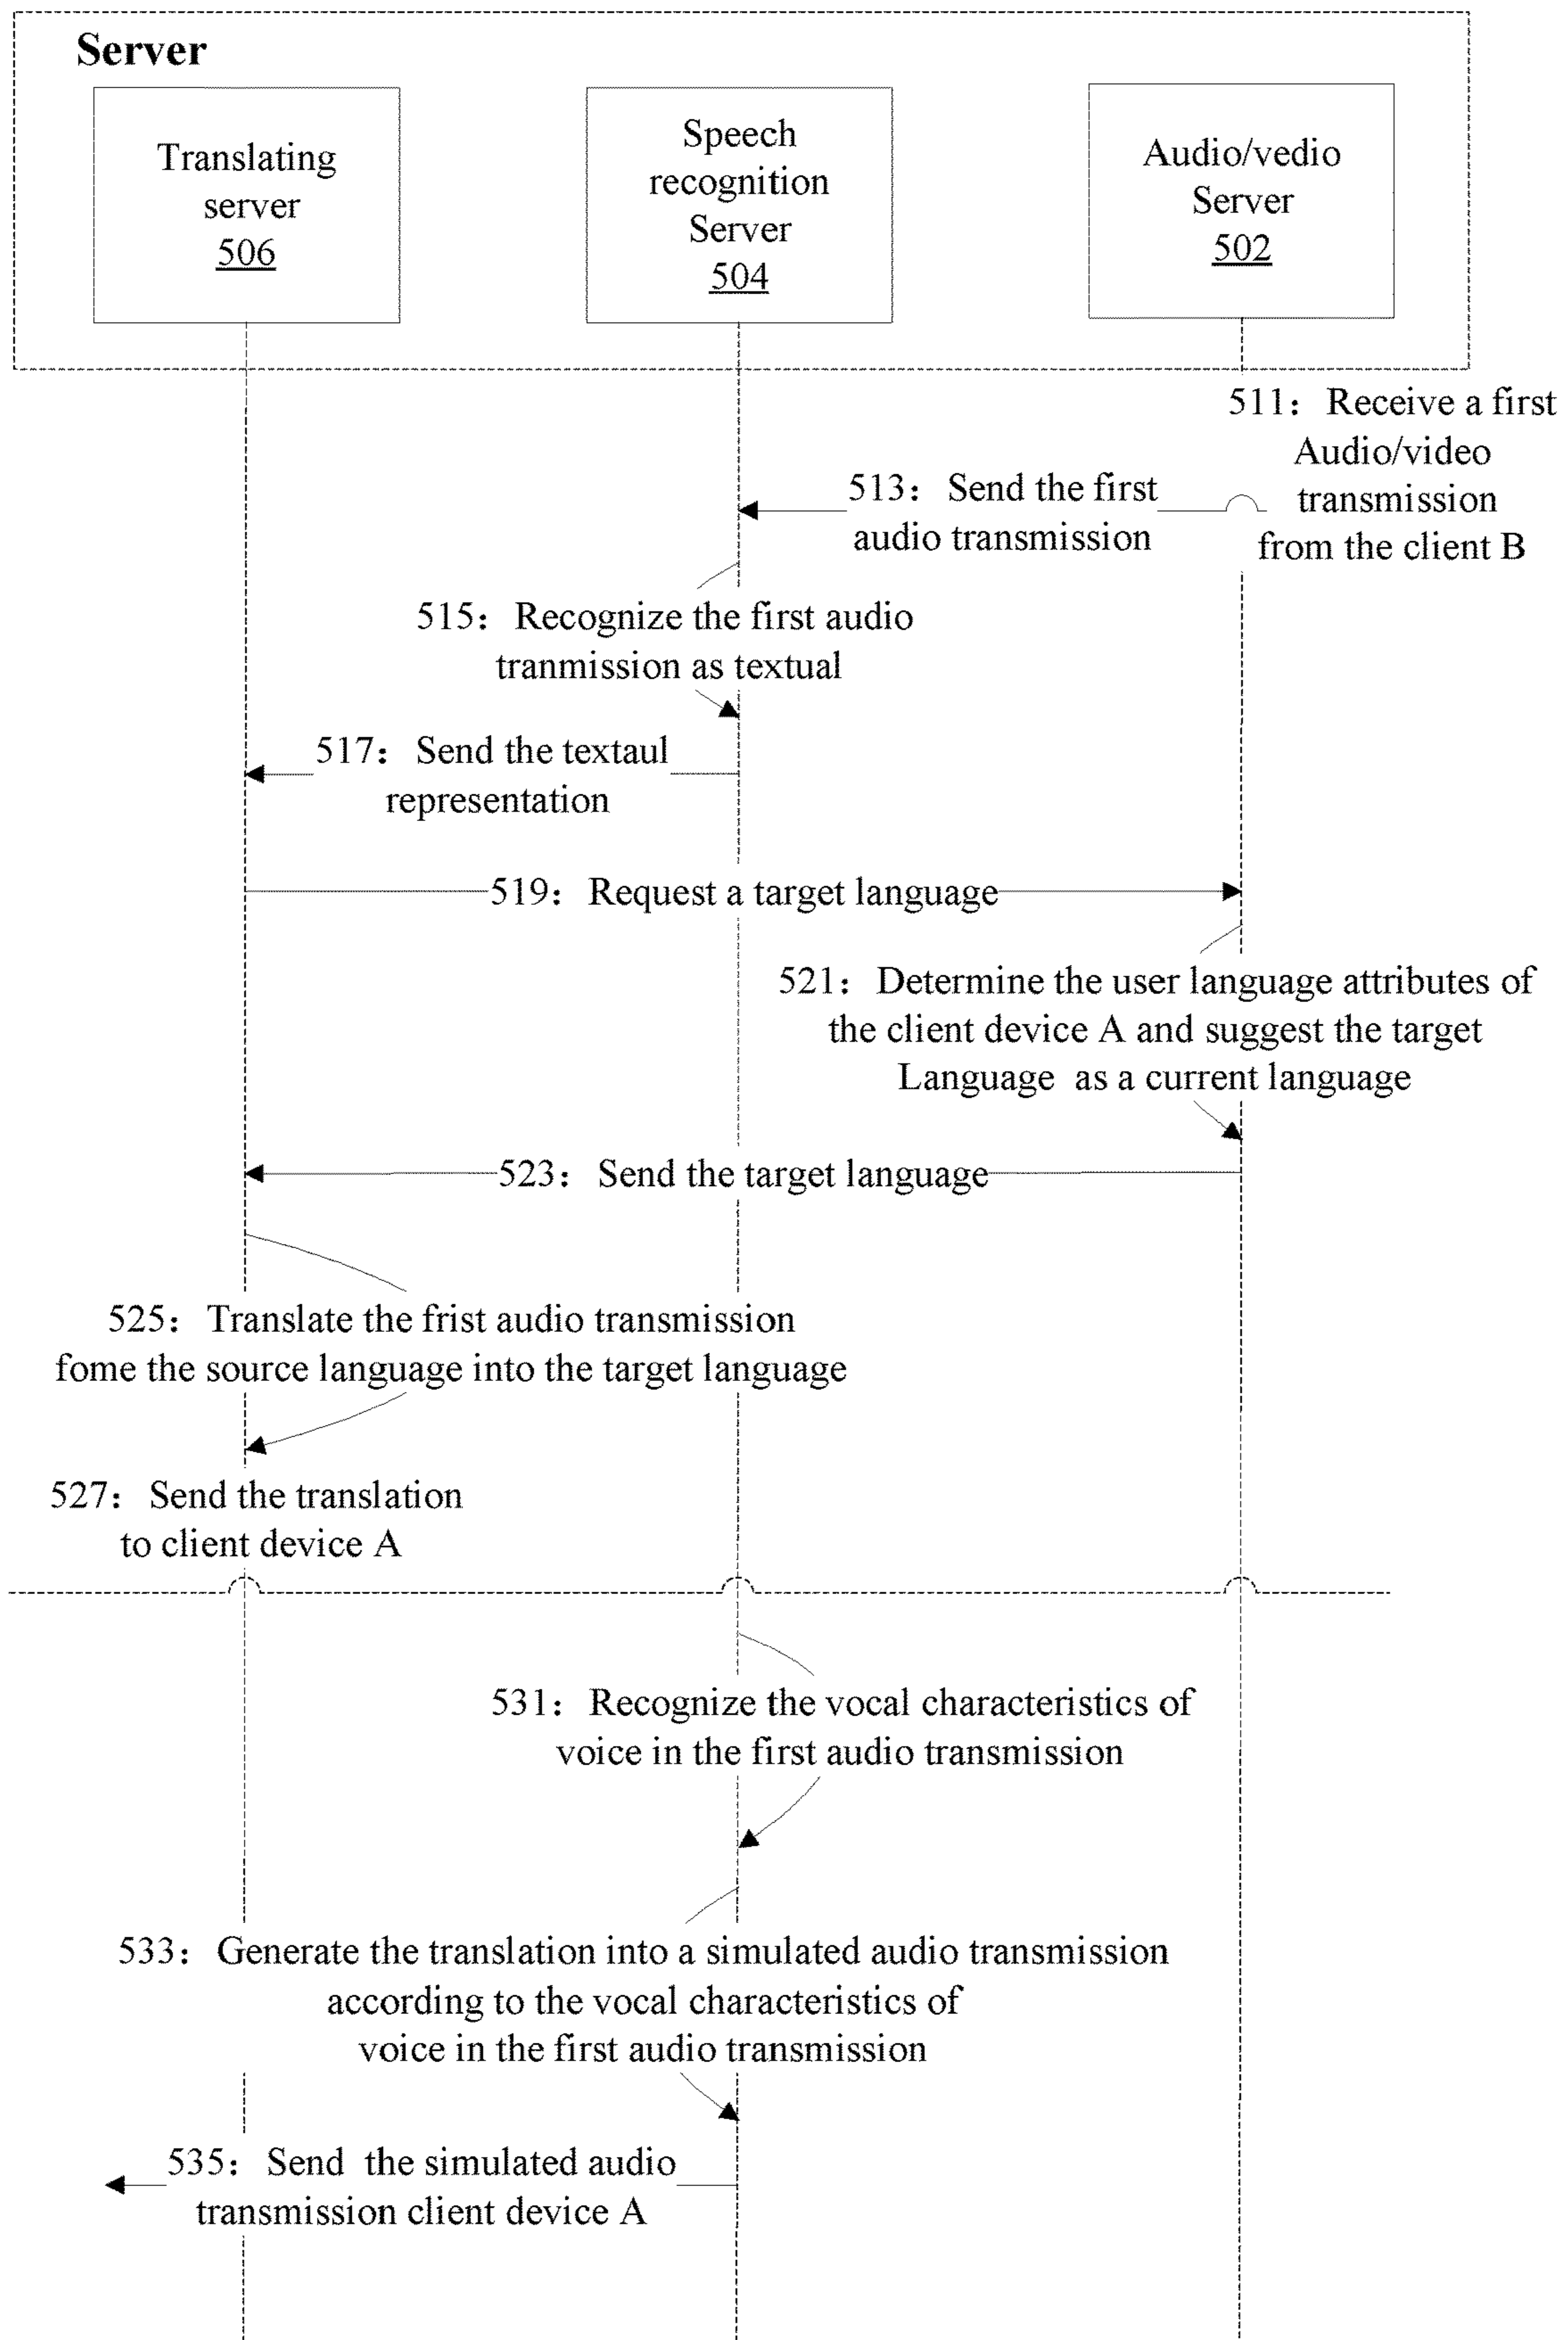 Server
Translating
server
506
Speech
recognition
Server
504
Audio/vedio
Server
502
511: Receive a first
Audio/video
transmission
from the client B
513: Send the first
audio transmission
515: Recognize the first audio
tranmission as textual
517: Send the textaul
representation
519: Request a target language
521: Determine the user language attributes of
the client device A and suggest the target
Language as a current language
523: Send the target language
525: Translate the frist audio transmission
fome the source language into the target language
527: Send the translation
to client device A
531: Recognize the vocal characteristics of
voice in the first audio transmission
533: Generate the translation into a simulated audio transmission
according to the vocal characteristics of
voice in the first audio transmission
535: Send the simulated audio
transmission client device A